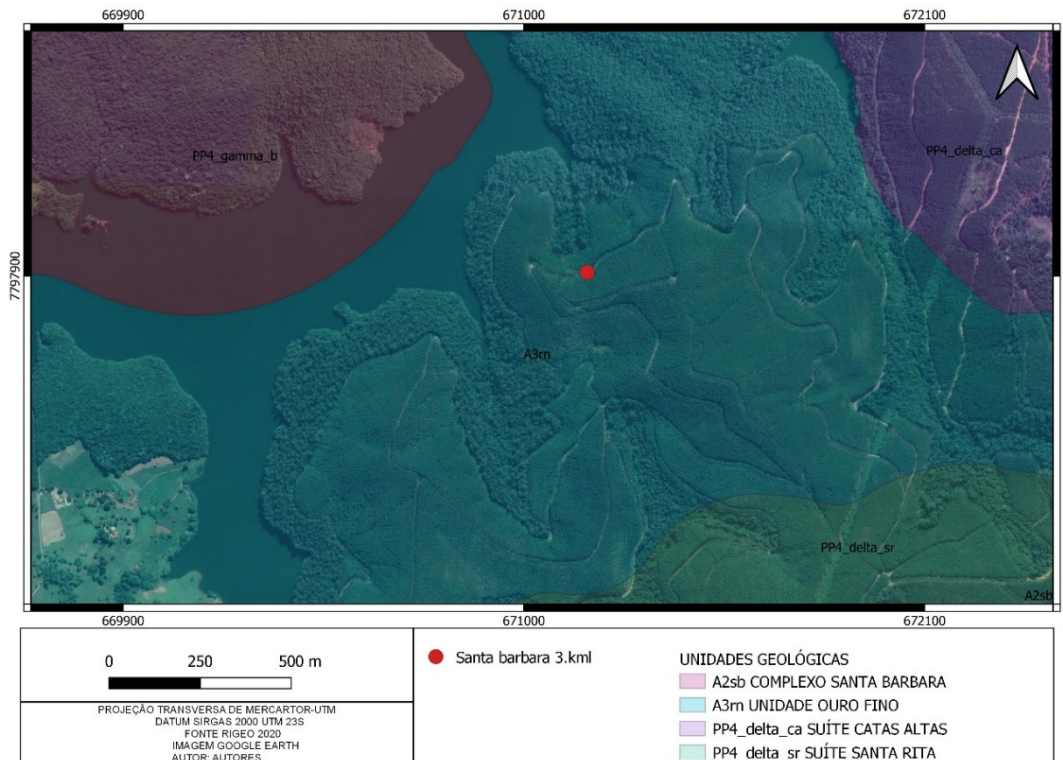 669900 671000 672100
PP4_gamma_b
PP4_delta_ca
7797900
7797900
A3rn
PP4_delta_sr
A2sb
669900 671000 672100
0 250 500 m
PROJEÇÃO TRANSVERSA DE MERCARTOR-UTM
DATUM SIRGAS 2000 UTM 23S
FONTE RIGEO 2020
IMAGEM GOOGLE EARTH
AUTOR: AUTORES
Santa barbara 3.kml
UNIDADES GEOLÓGICAS
A2sb COMPLEXO SANTA BARBARA
A3rn UNIDADE OURO FINO
PP4_delta_ca SUÍTE CATAS ALTAS
PP4_delta_sr SUÍTE SANTA RITA